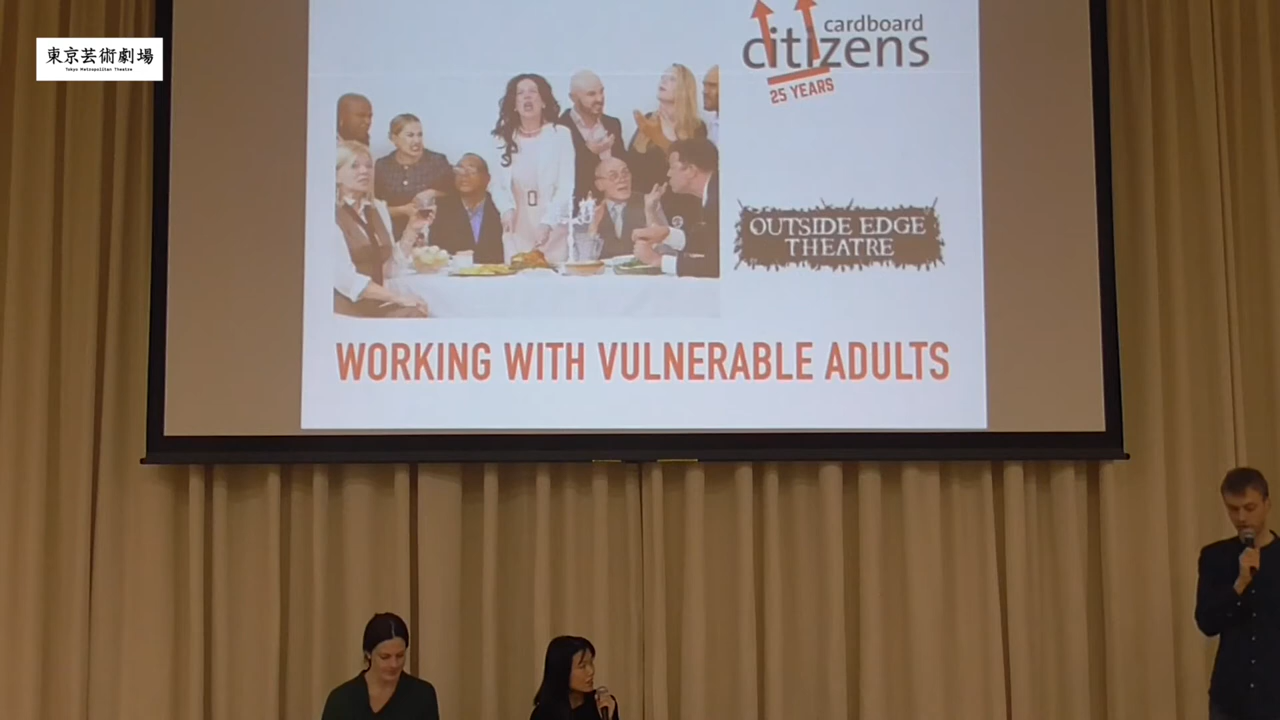 東京芸術劇場
Tokyo Metropolitan Theatre
cardboard
citizens
25 YEARS
OUTSIDE EDGE
THEATRE
WORKING WITH VULNERABLE ADULTS